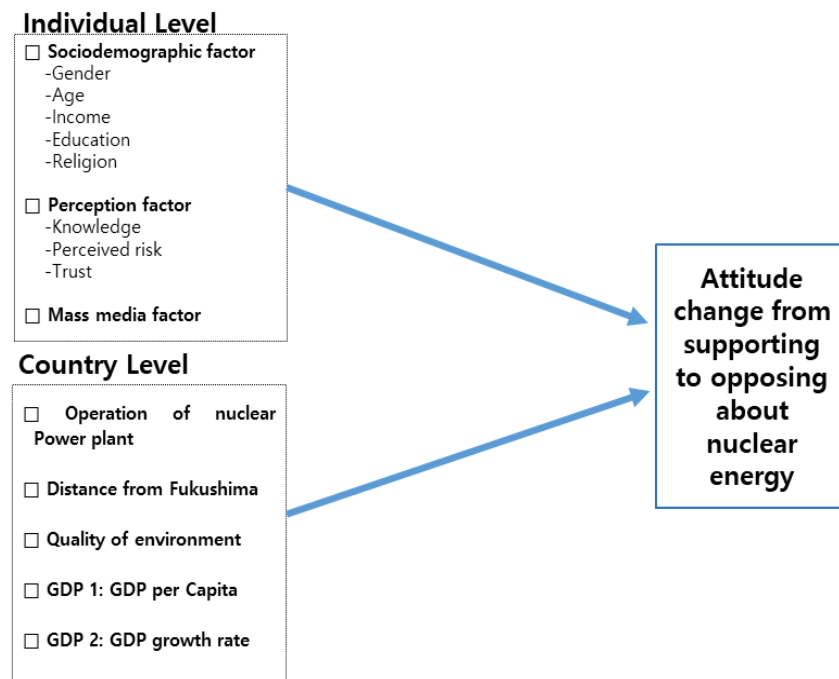 Individual Level
□ Sociodemographic factor
-Gender
-Age
-Income
-Education
-Religion
□ Perception factor
-Knowledge
-Perceived risk
-Trust
□ Mass media factor
Country Level
□ Operation of nuclear
Power plant
□ Distance from Fukushima
□ Quality of environment
□ GDP 1: GDP per Capita
□ GDP 2: GDP growth rate
Attitude
change from
supporting
to opposing
about
nuclear
energy